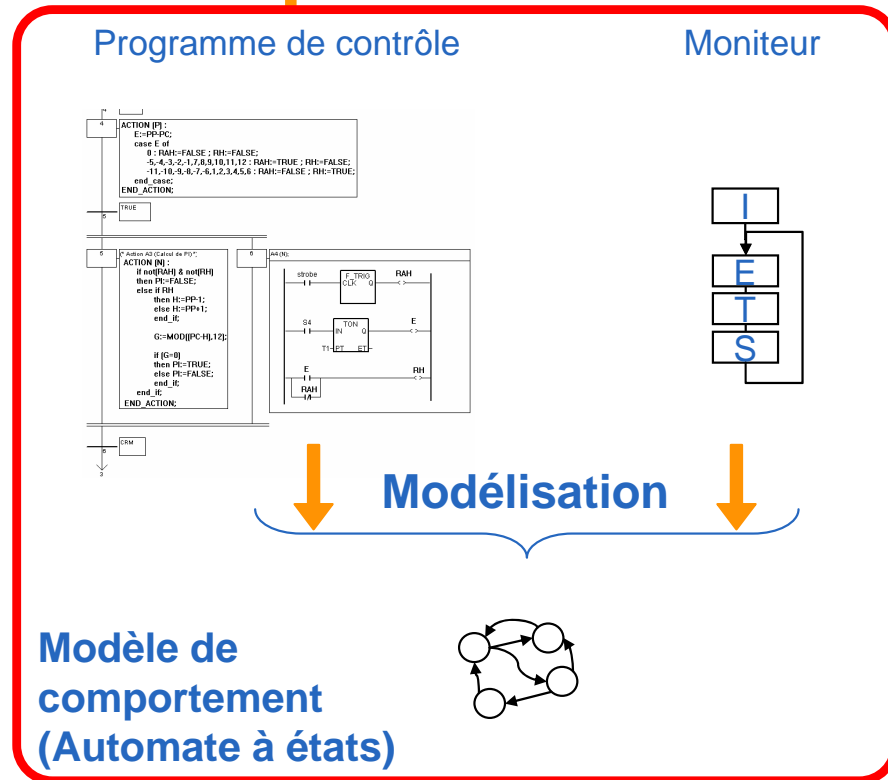 Programme de contrôle
Moniteur
4
ACTION (P) :
E:=PP-PC;
case E of
0 : RAH:=FALSE ; RH:=FALSE;
-5,-4,-3,-2,-1,7,8,9,10,11,12 : RAH:=TRUE ; RH:=FALSE;
-11,-10,-9,-8,-7,-6,1,2,3,4,5,6 : RAH:=FALSE ; RH:=TRUE;
end_case;
END_ACTION;
TRUE
5
5
(* Action A3 (Calcul de PI) *)
ACTION (N) :
if not(RAH) & not(RH)
then PI:=FALSE;
else if RH
then H:=PP-1;
else H:=PP+1;
end_if;
G:=MOD((PC-H),12);
if (G=0)
then PI:=TRUE;
else PI:=FALSE;
end_if;
end_if;
END_ACTION;
6
A4 (N);
strobe
F_TRIG
RAH
CLK Q
S4
TON
E
IN Q
T1
PT ET
E
RH
RAH
CRM
6
3
I
E
T
S
Modélisation
Modèle de
comportement
(Automate à états)